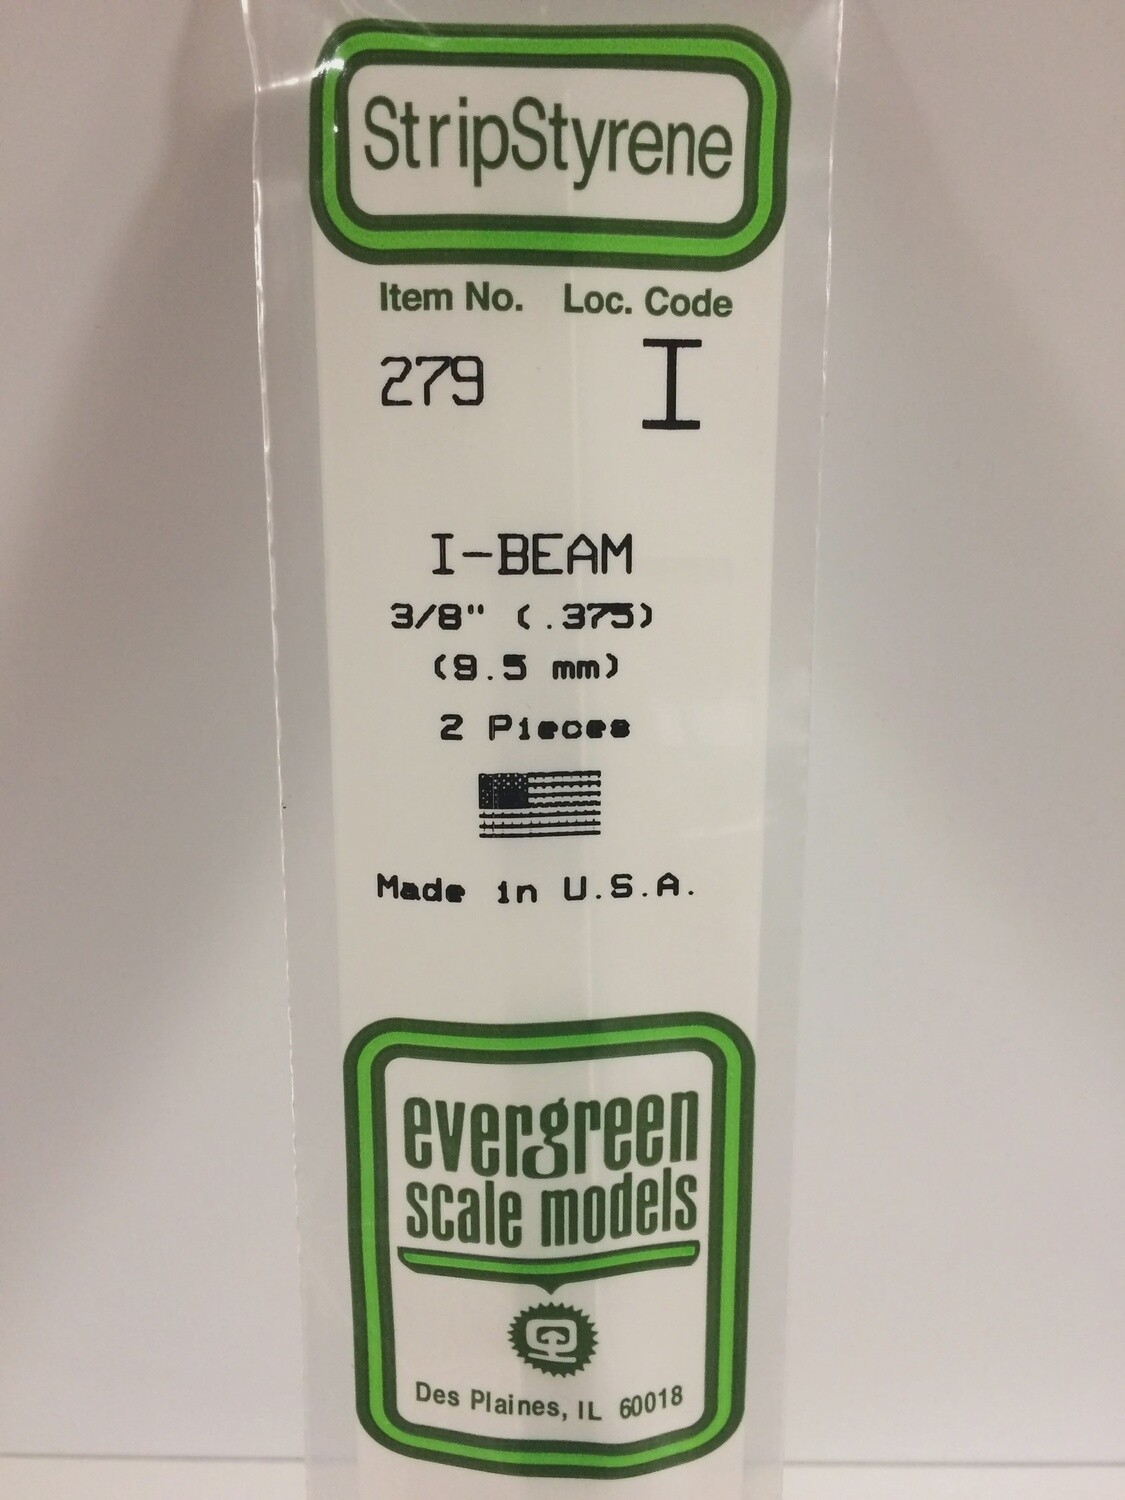 StripStyrene
Item No. Loc. Code
279 I
I-BEAM
3/8" (.375)
(9.5 mm)
2 Pieces
Made in U.S.A.
evergreen
scale models
Des Plaines, IL 60018